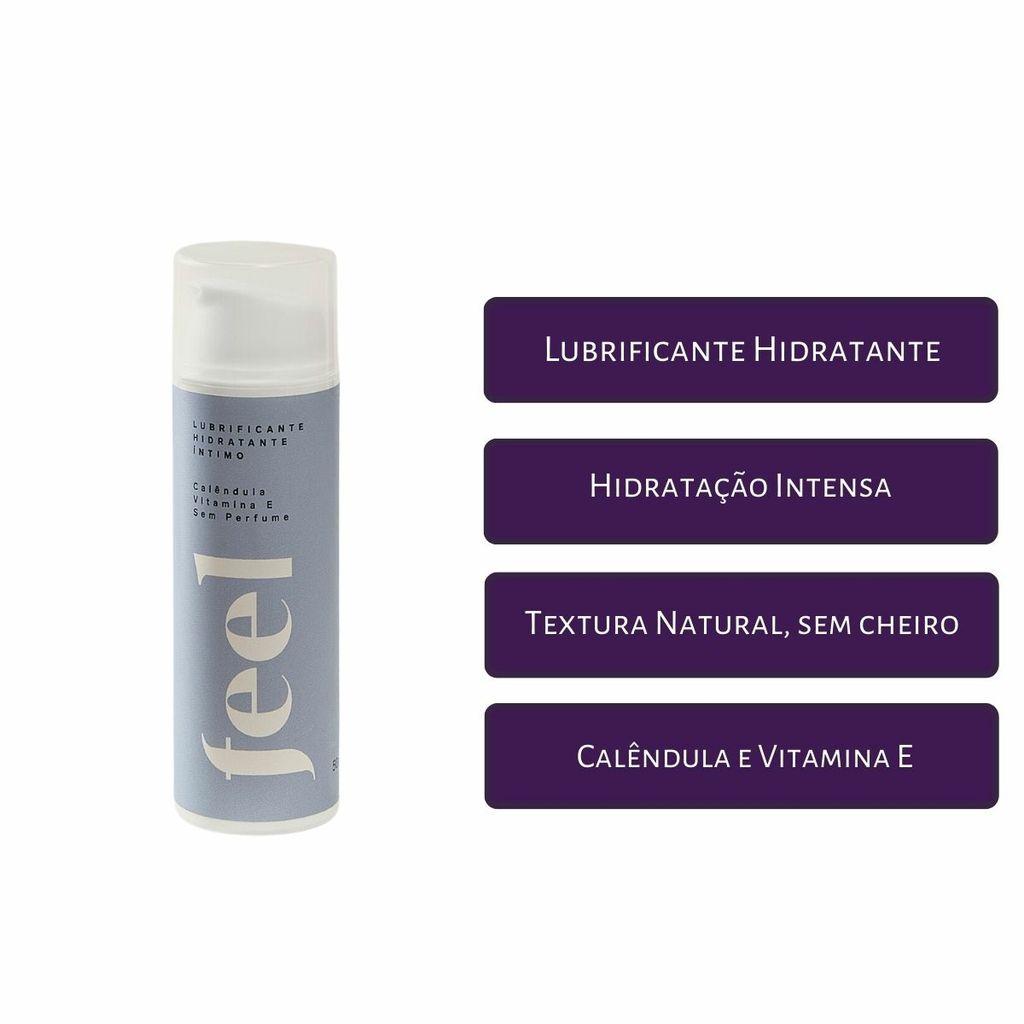 LUBRIFICANTE
HIDRATANTE
ÍNTIMO
Calêndula
Vitamina E
Sem Perfume
feel
LUBRIFICANTE HIDRATANTE
HIDRATAÇÃO INTENSA
TEXTURA NATURAL, SEM CHEIRO
CALÊNDULA E VITAMINA E